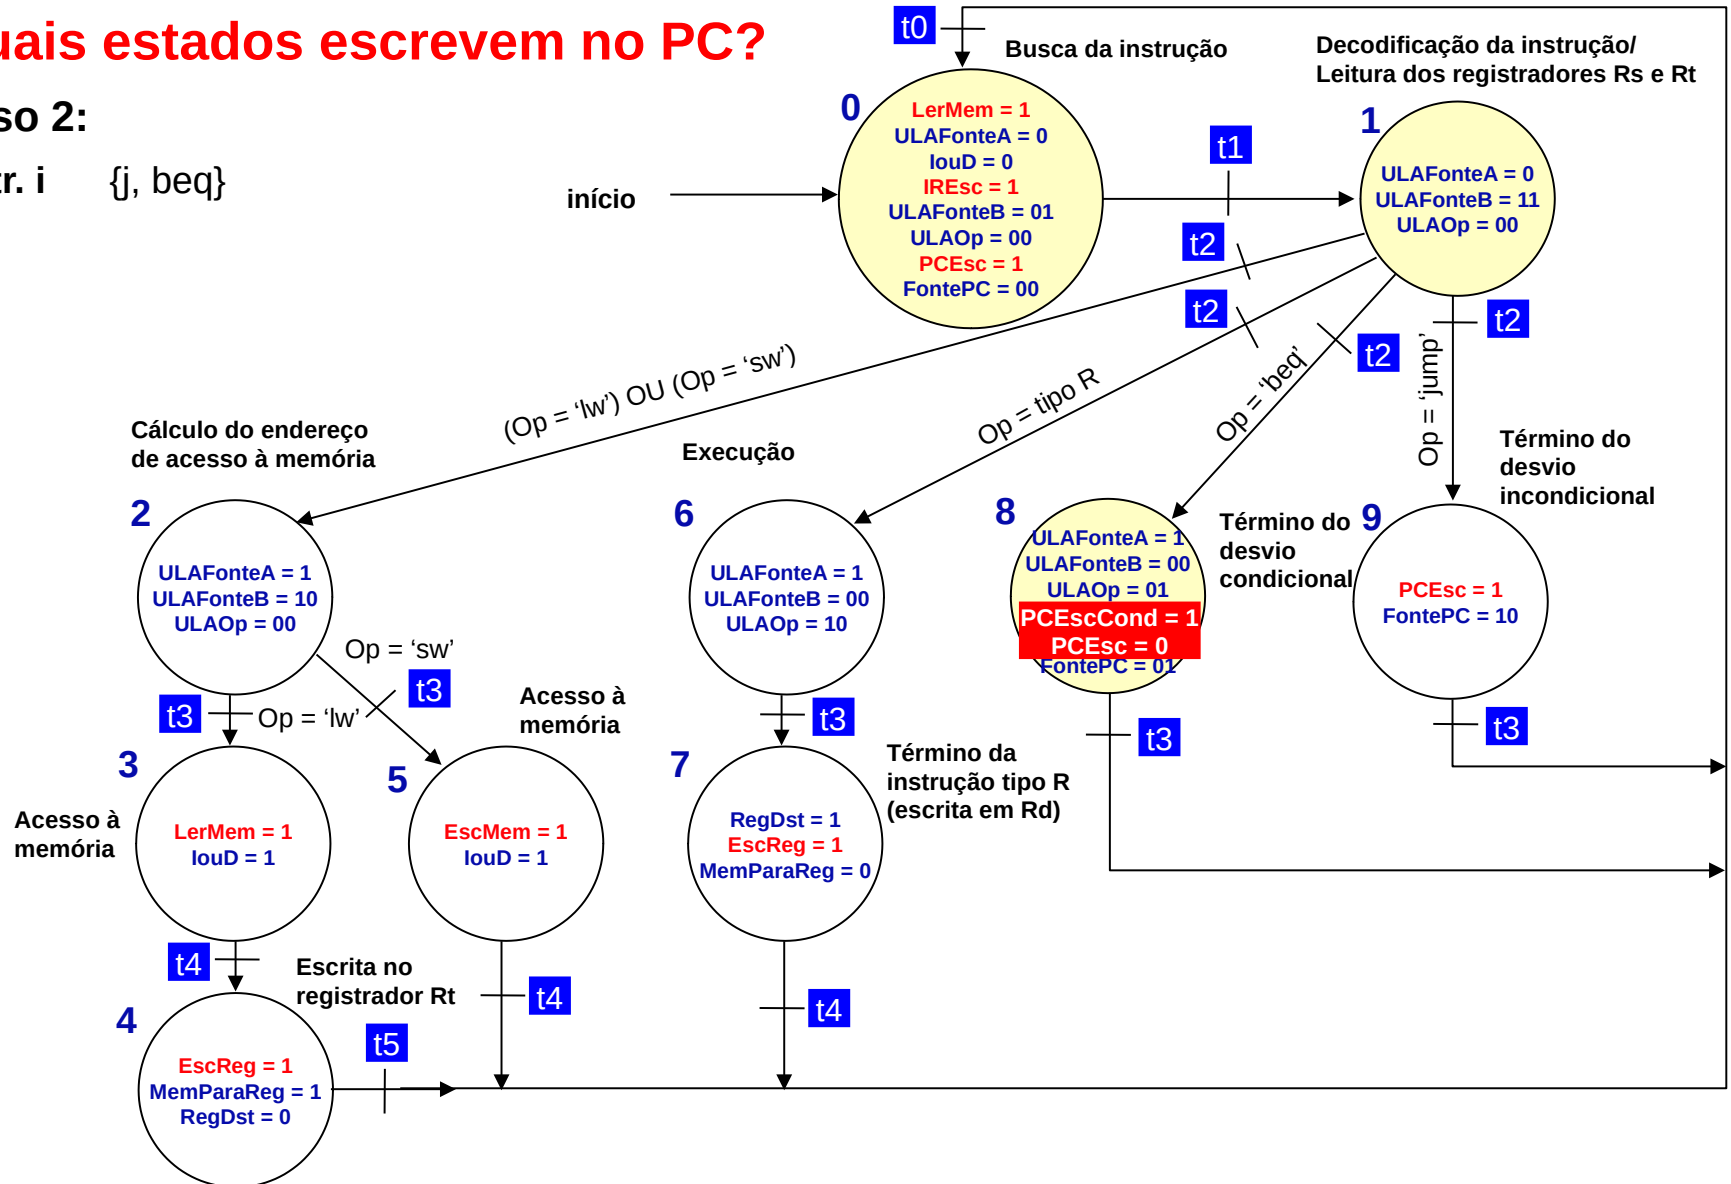 uais estados escrevem no PC?
so 2:
tr. i {j, beq}
t0
Busca da instrução
Decodificação da instrução/
Leitura dos registradores Rs e Rt
início
0
LerMem = 1
ULAFonteA = 0
IouD = 0
IREsc = 1
ULAFonteB = 01
ULAOp = 00
PCEsc = 1
FontePC = 00
t1
1
ULAFonteA = 0
ULAFonteB = 11
ULAOp = 00
t2
t2
t2
t2
(Op = ‘lw’) OU (Op = ‘sw’)
Op = tipo R
Op = ‘beq’
Op = ‘jump’
Cálculo do endereço
de acesso à memória
Execução
Término do
desvio
condicional
Término do
desvio
incondicional
2
ULAFonteA = 1
ULAFonteB = 10
ULAOp = 00
6
ULAFonteA = 1
ULAFonteB = 00
ULAOp = 10
8
ULAFonteA = 1
ULAFonteB = 00
ULAOp = 01
PCEscCond = 1
PCEsc = 0
FontePC = 01
9
PCEsc = 1
FontePC = 10
Op = ‘sw’
t3
t3
Op = ‘lw’
t3
t3
t3
Acesso à
memória
3
LerMem = 1
IouD = 1
Acesso à
memória
5
EscMem = 1
IouD = 1
7
RegDst = 1
EscReg = 1
MemParaReg = 0
Término da
instrução tipo R
(escrita em Rd)
t4
t4
t4
Escrita no
registrador Rt
4
EscReg = 1
MemParaReg = 1
RegDst = 0
t5